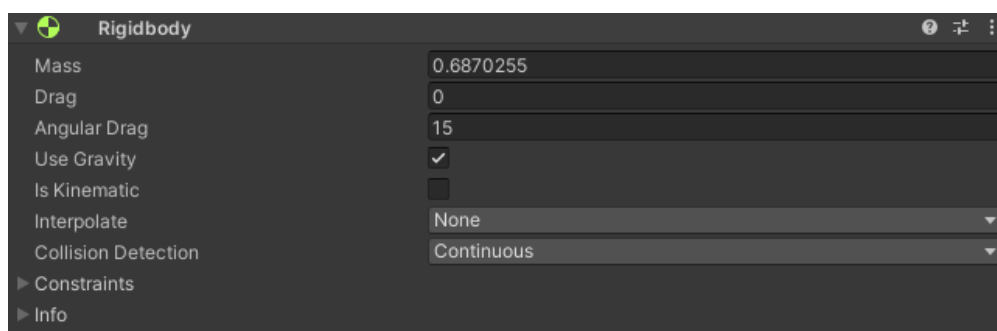 Rigidbody
Mass 0.6870255
Drag 0
Angular Drag 15
Use Gravity
Is Kinematic
Interpolate None
Collision Detection Continuous
Constraints
Info